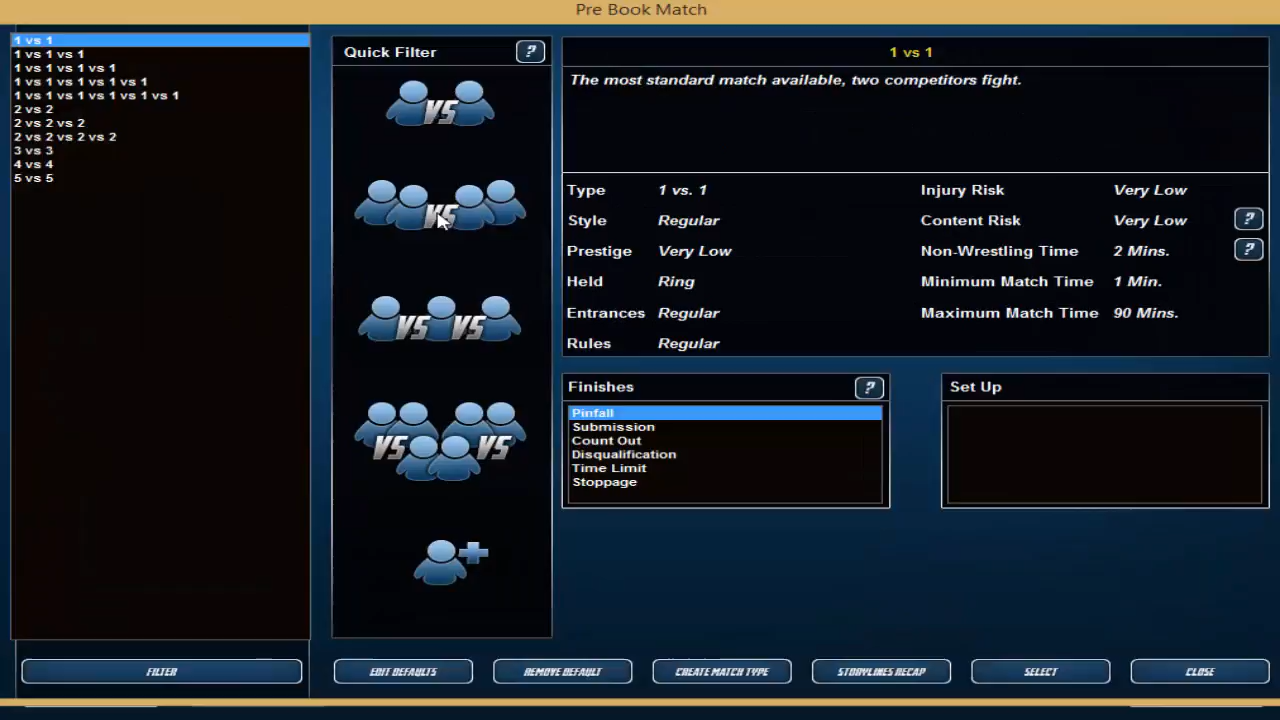 Pre Book Match
1 vs 1
1 vs 1 vs 1
1 vs 1 vs 1 vs 1
1 vs 1 vs 1 vs 1 vs 1
1 vs 1 vs 1 vs 1 vs 1 vs 1
2 vs 2
2 vs 2 vs 2
2 vs 2 vs 2 vs 2
3 vs 3
4 vs 4
5 vs 5
FILTER
Quick Filter ?
VS
VS
VS VS
VS VS
1 vs 1
The most standard match available, two competitors fight.
Type 1 vs. 1 Injury Risk Very Low
Style Regular Content Risk Very Low ?
Prestige Very Low Non-Wrestling Time 2 Mins. ?
Held Ring Minimum Match Time 1 Min.
Entrances Regular Maximum Match Time 90 Mins.
Rules Regular
Finishes ?
Pinfall
Submission
Count Out
Disqualification
Time Limit
Stoppage
Set Up
EDIT DEFAULTS REMOVE DEFAULT CREATE MATCH TYPE STORYLINES RECAP SELECT CLOSE